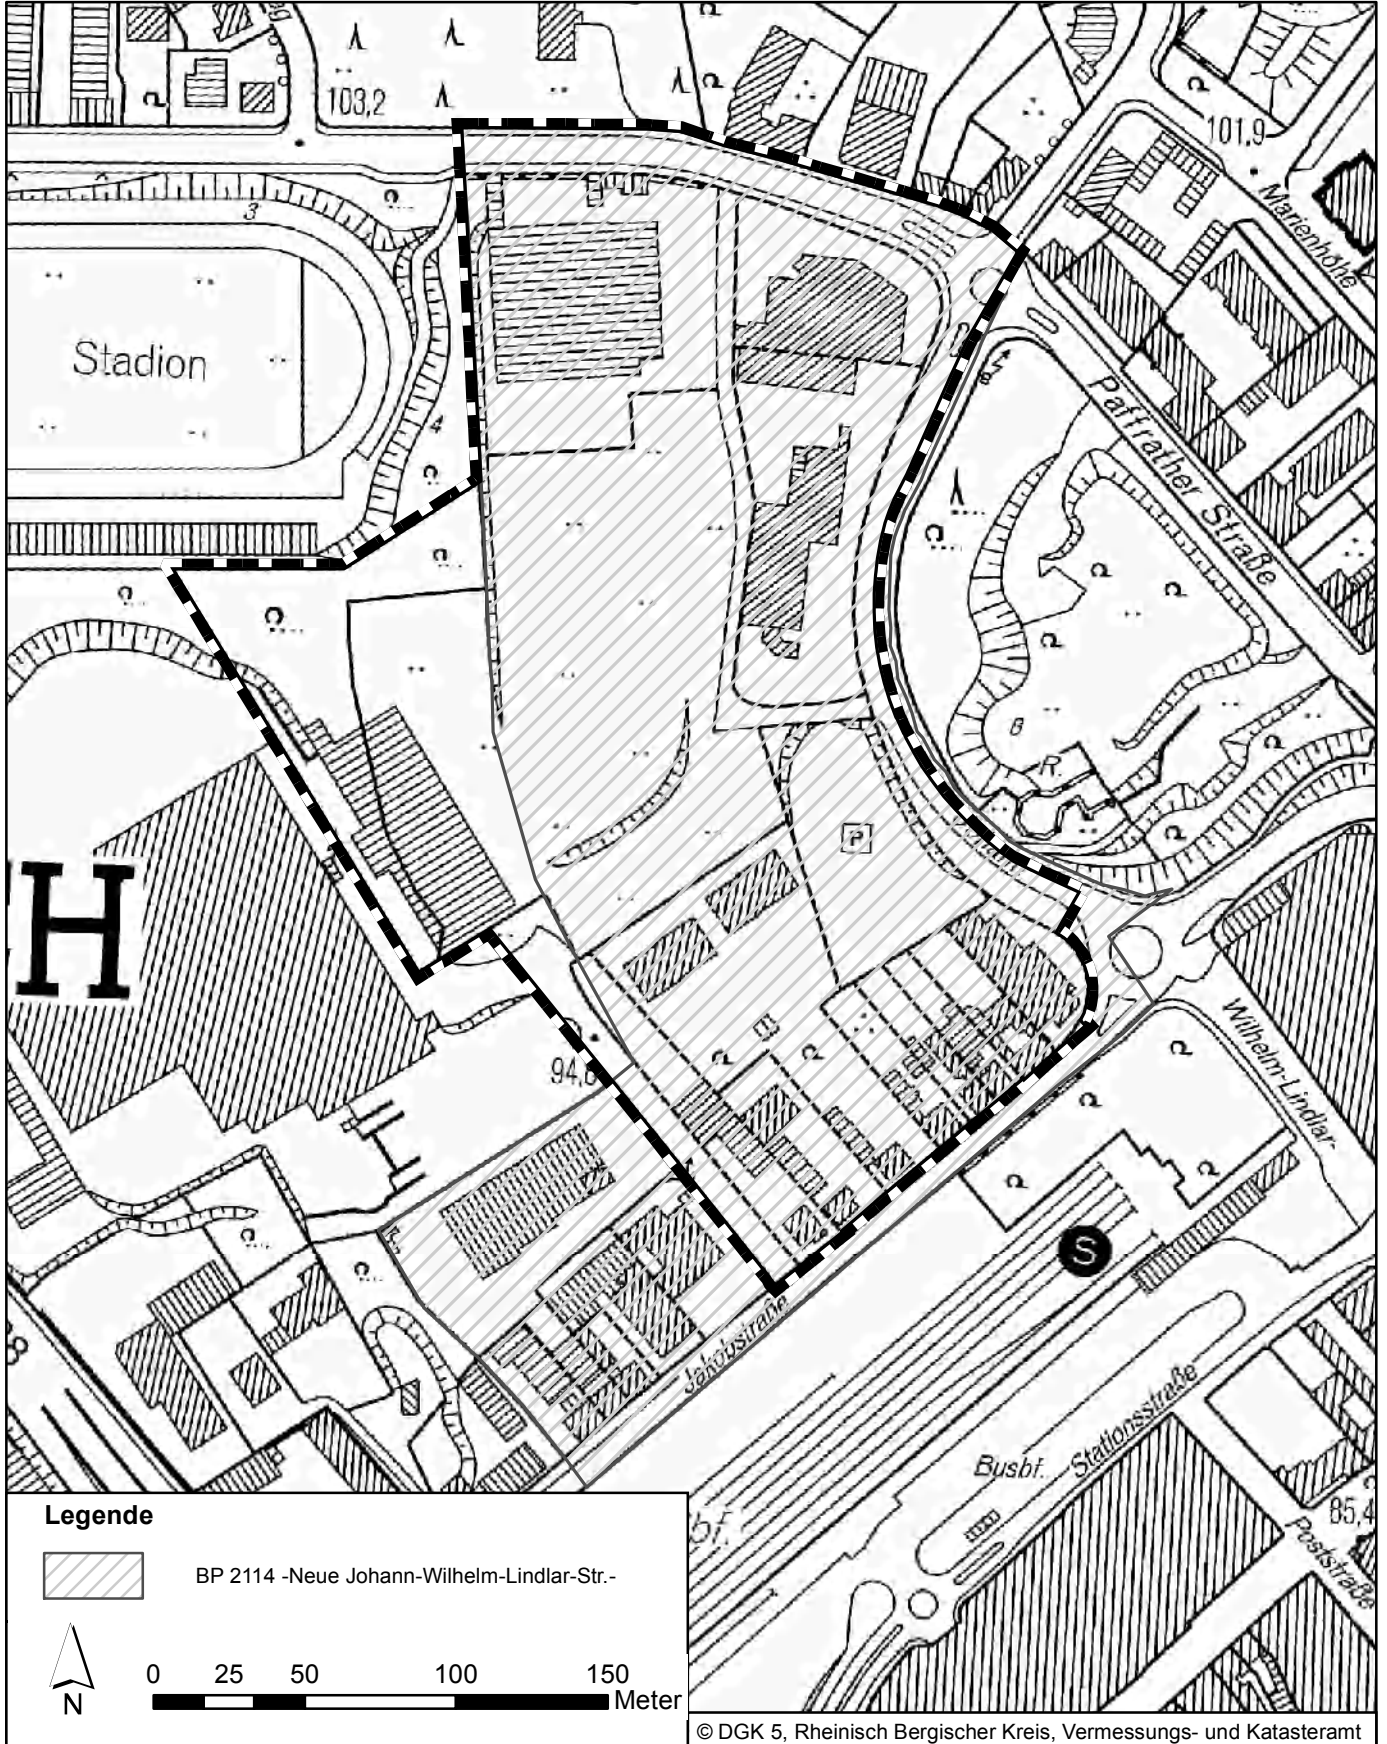 103,2
101,9
Marienhöhe
3
Stadion
Paffrather Straße
4
8
R.
P
H
94,6
Wilhelm-Lindlar-
S
Jakobstraße
Busbf.
Stationsstraße
bf.
85,4
Poststraße
Legende
BP 2114 -Neue Johann-Wilhelm-Lindlar-Str.-
N
0 25 50 100 150
Meter
© DGK 5, Rheinisch Bergischer Kreis, Vermessungs- und Katasteramt